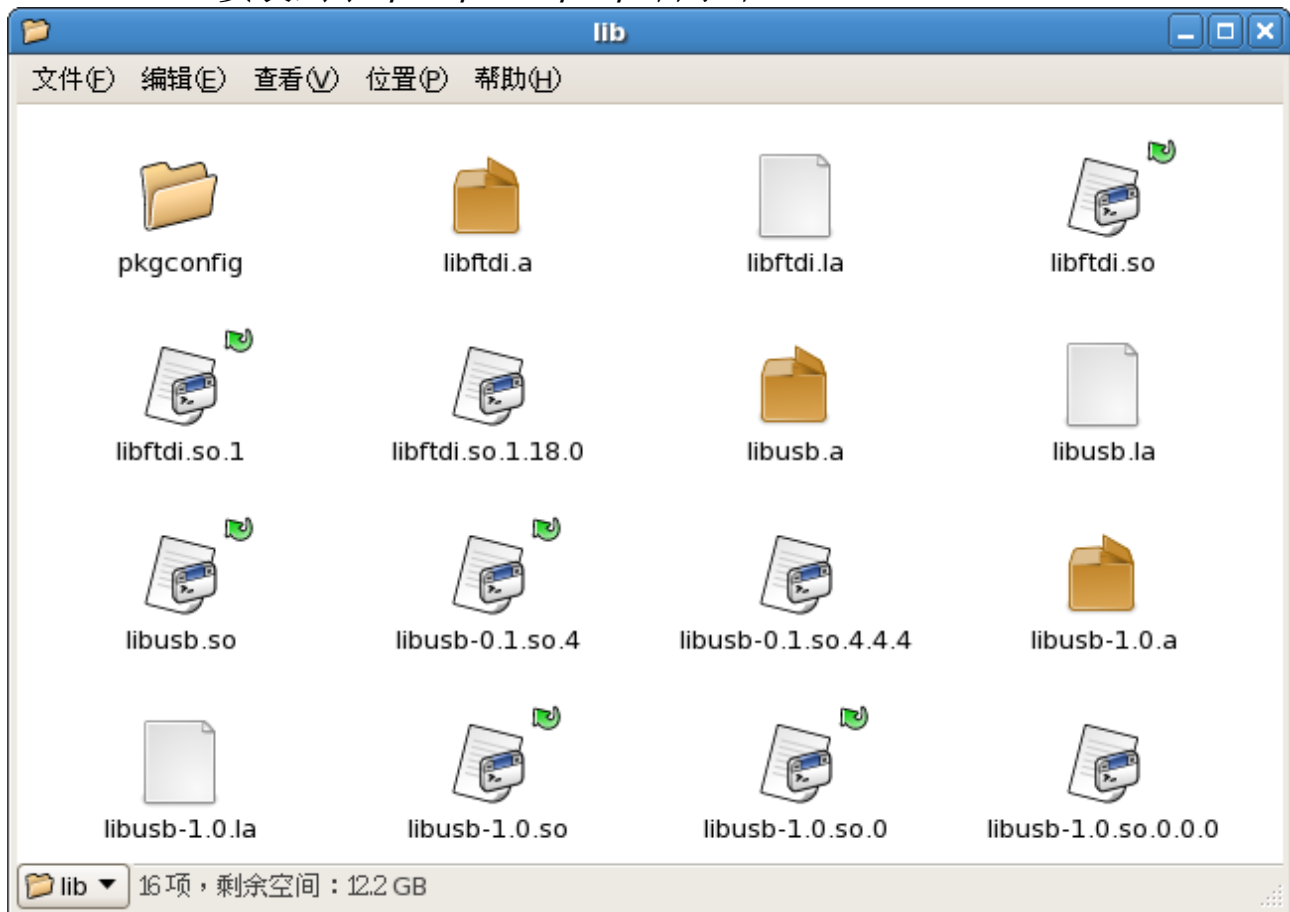 lib
文件(F) 编辑(E) 查看(V) 位置(P) 帮助(H)
pkgconfig libftdi.a libftdi.la libftdi.so
libftdi.so.1 libftdi.so.1.18.0 libusb.a libusb.la
libusb.so libusb-0.1.so.4 libusb-0.1.so.4.4.4 libusb-1.0.a
libusb-1.0.la libusb-1.0.so libusb-1.0.so.0 libusb-1.0.so.0.0.0
lib 16项，剩余空间：12.2 GB